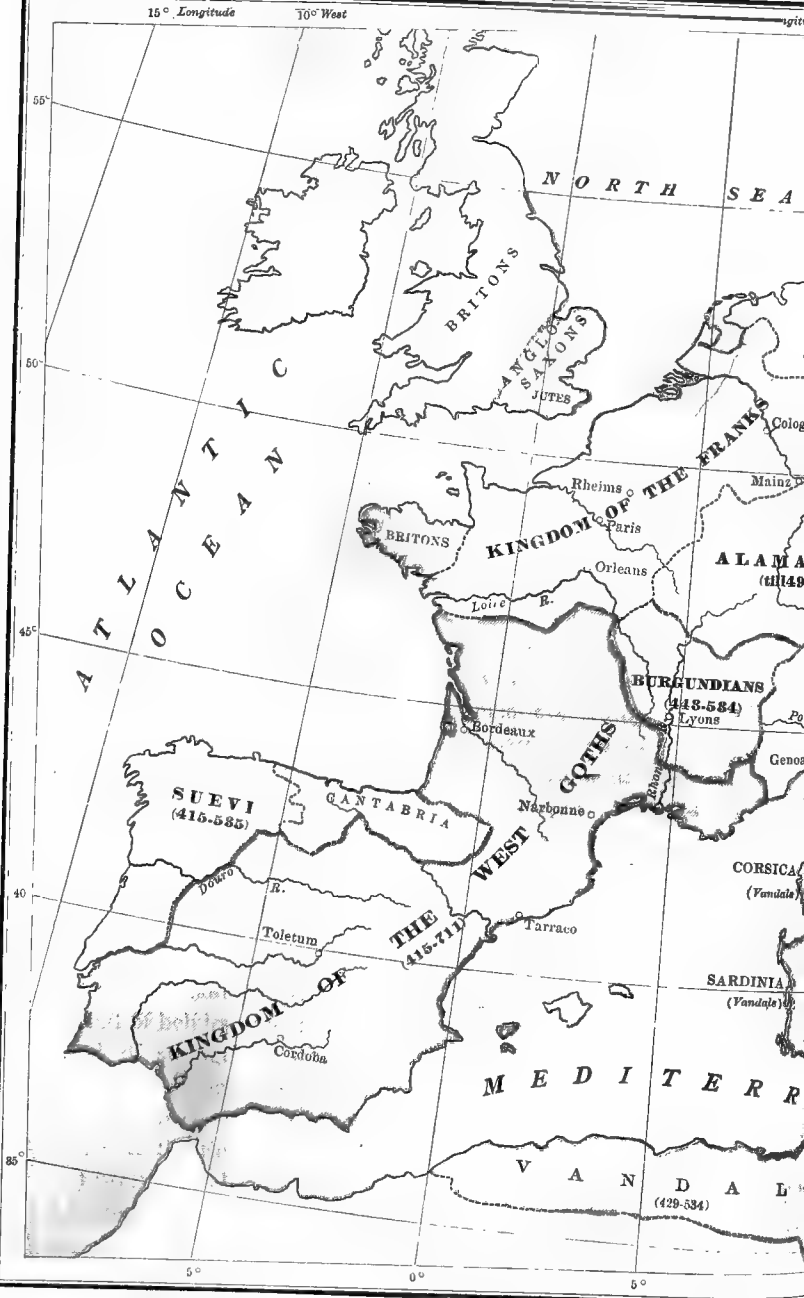 15° Longitude 10° West
55°
NORTH SEA
BRITONS
ANGLO
SAXONS
JUTES
50°
ATLANTIC
OCEAN
KINGDOM OF THE FRANKS
Rheims
Mainz
Paris
BRITONS
Orleans
Loire R.
45°
BURGUNDIANS
(443-534)
Lyons
Bordeaux
Genoa
Rhone
SUEVI
(415-585)
CANTABRIA
Narbonne
KINGDOM OF THE WEST GOTHS
(415-711)
CORSICA
(Vandals)
40
Douro R.
Tarraco
Toletum
SARDINIA
(Vandals)
Cordoba
MEDITERR
35°
VANDAL
(429-534)
5° 0° 5°